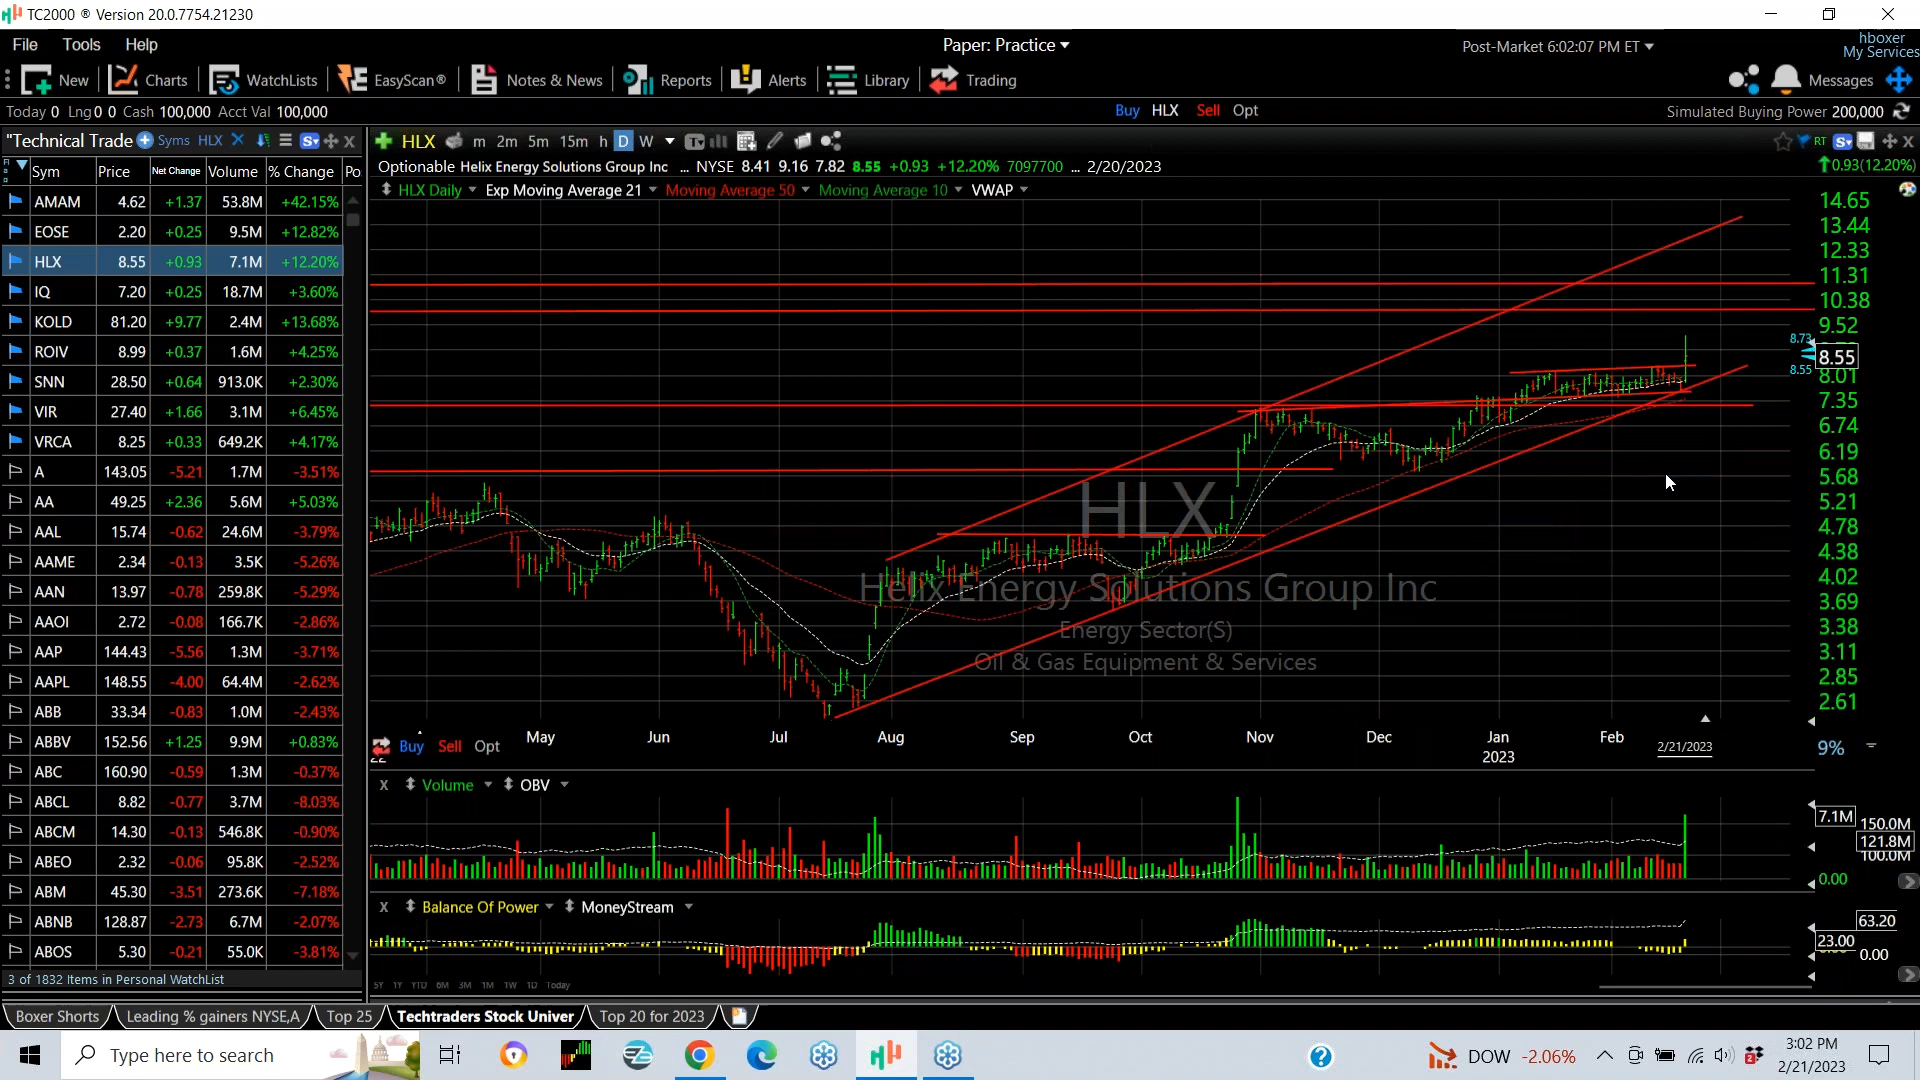 TC2000 ® Version 20.0.7754.21230
File Tools Help Paper: Practice Post-Market 6:02:07 PM ET hboxer
My Services
New Charts WatchLists EasyScan® Notes & News Reports Alerts Library Trading Messages
Today 0 Lng 0 0 Cash 100,000 Acct Val 100,000 Buy HLX Sell Opt Simulated Buying Power 200,000
"Technical Trade Syms HLX HLX m 2m 5m 15m h D W RT
Optionable Helix Energy Solutions Group Inc ... NYSE 8.41 9.16 7.82 8.55 +0.93 +12.20% 7097700 ... 2/20/2023 0.93(12.20%)
Sym Price Net Change Volume % Change Po
HLX Daily Exp Moving Average 21 Moving Average 50 Moving Average 10 VWAP
AMAM 4.62 +1.37 53.8M +42.15%
EOSE 2.20 +0.25 9.5M +12.82%
HLX 8.55 +0.93 7.1M +12.20%
IQ 7.20 +0.25 18.7M +3.60%
KOLD 81.20 +9.77 2.4M +13.68%
ROIV 8.99 +0.37 1.6M +4.25%
SNN 28.50 +0.64 913.0K +2.30%
VIR 27.40 +1.66 3.1M +6.45%
VRCA 8.25 +0.33 649.2K +4.17%
A 143.05 -5.21 1.7M -3.51%
AA 49.25 +2.36 5.6M +5.03%
AAL 15.74 -0.62 24.6M -3.79%
AAME 2.34 -0.13 3.5K -5.26%
AAN 13.97 -0.78 259.8K -5.29%
AAOI 2.72 -0.08 166.7K -2.86%
AAP 144.43 -5.56 1.3M -3.71%
AAPL 148.55 -4.00 64.4M -2.62%
ABB 33.34 -0.83 1.0M -2.43%
ABBV 152.56 +1.25 9.9M +0.83%
ABC 160.90 -0.59 1.3M -0.37%
ABCL 8.82 -0.77 3.7M -8.03%
ABCM 14.30 -0.13 546.8K -0.90%
ABEO 2.32 -0.06 95.8K -2.52%
ABM 45.30 -3.51 273.6K -7.18%
ABNB 128.87 -2.73 6.7M -2.07%
ABOS 5.30 -0.21 55.0K -3.81%
3 of 1832 Items in Personal WatchList
14.65
13.44
12.33
11.31
10.38
9.52
8.73
8.55
8.55
8.01
7.35
6.74
6.19
5.68
5.21
4.78
4.38
4.02
3.69
3.38
3.11
2.85
2.61
HLX
Helix Energy Solutions Group Inc
Energy Sector(S)
Oil & Gas Equipment & Services
Buy Sell Opt May Jun Jul Aug Sep Oct Nov Dec Jan Feb 2/21/2023 9%
22 2023
Volume OBV
7.1M 150.0M
121.8M
100.0M
0.00
Balance Of Power MoneyStream
63.20
23.00
0.00
5Y 1Y YTD 6M 3M 1M 1W 1D Today
Boxer Shorts Leading % gainers NYSE,A Top 25 Techtraders Stock Univer Top 20 for 2023
Type here to search DOW -2.06% 3:02 PM
2/21/2023